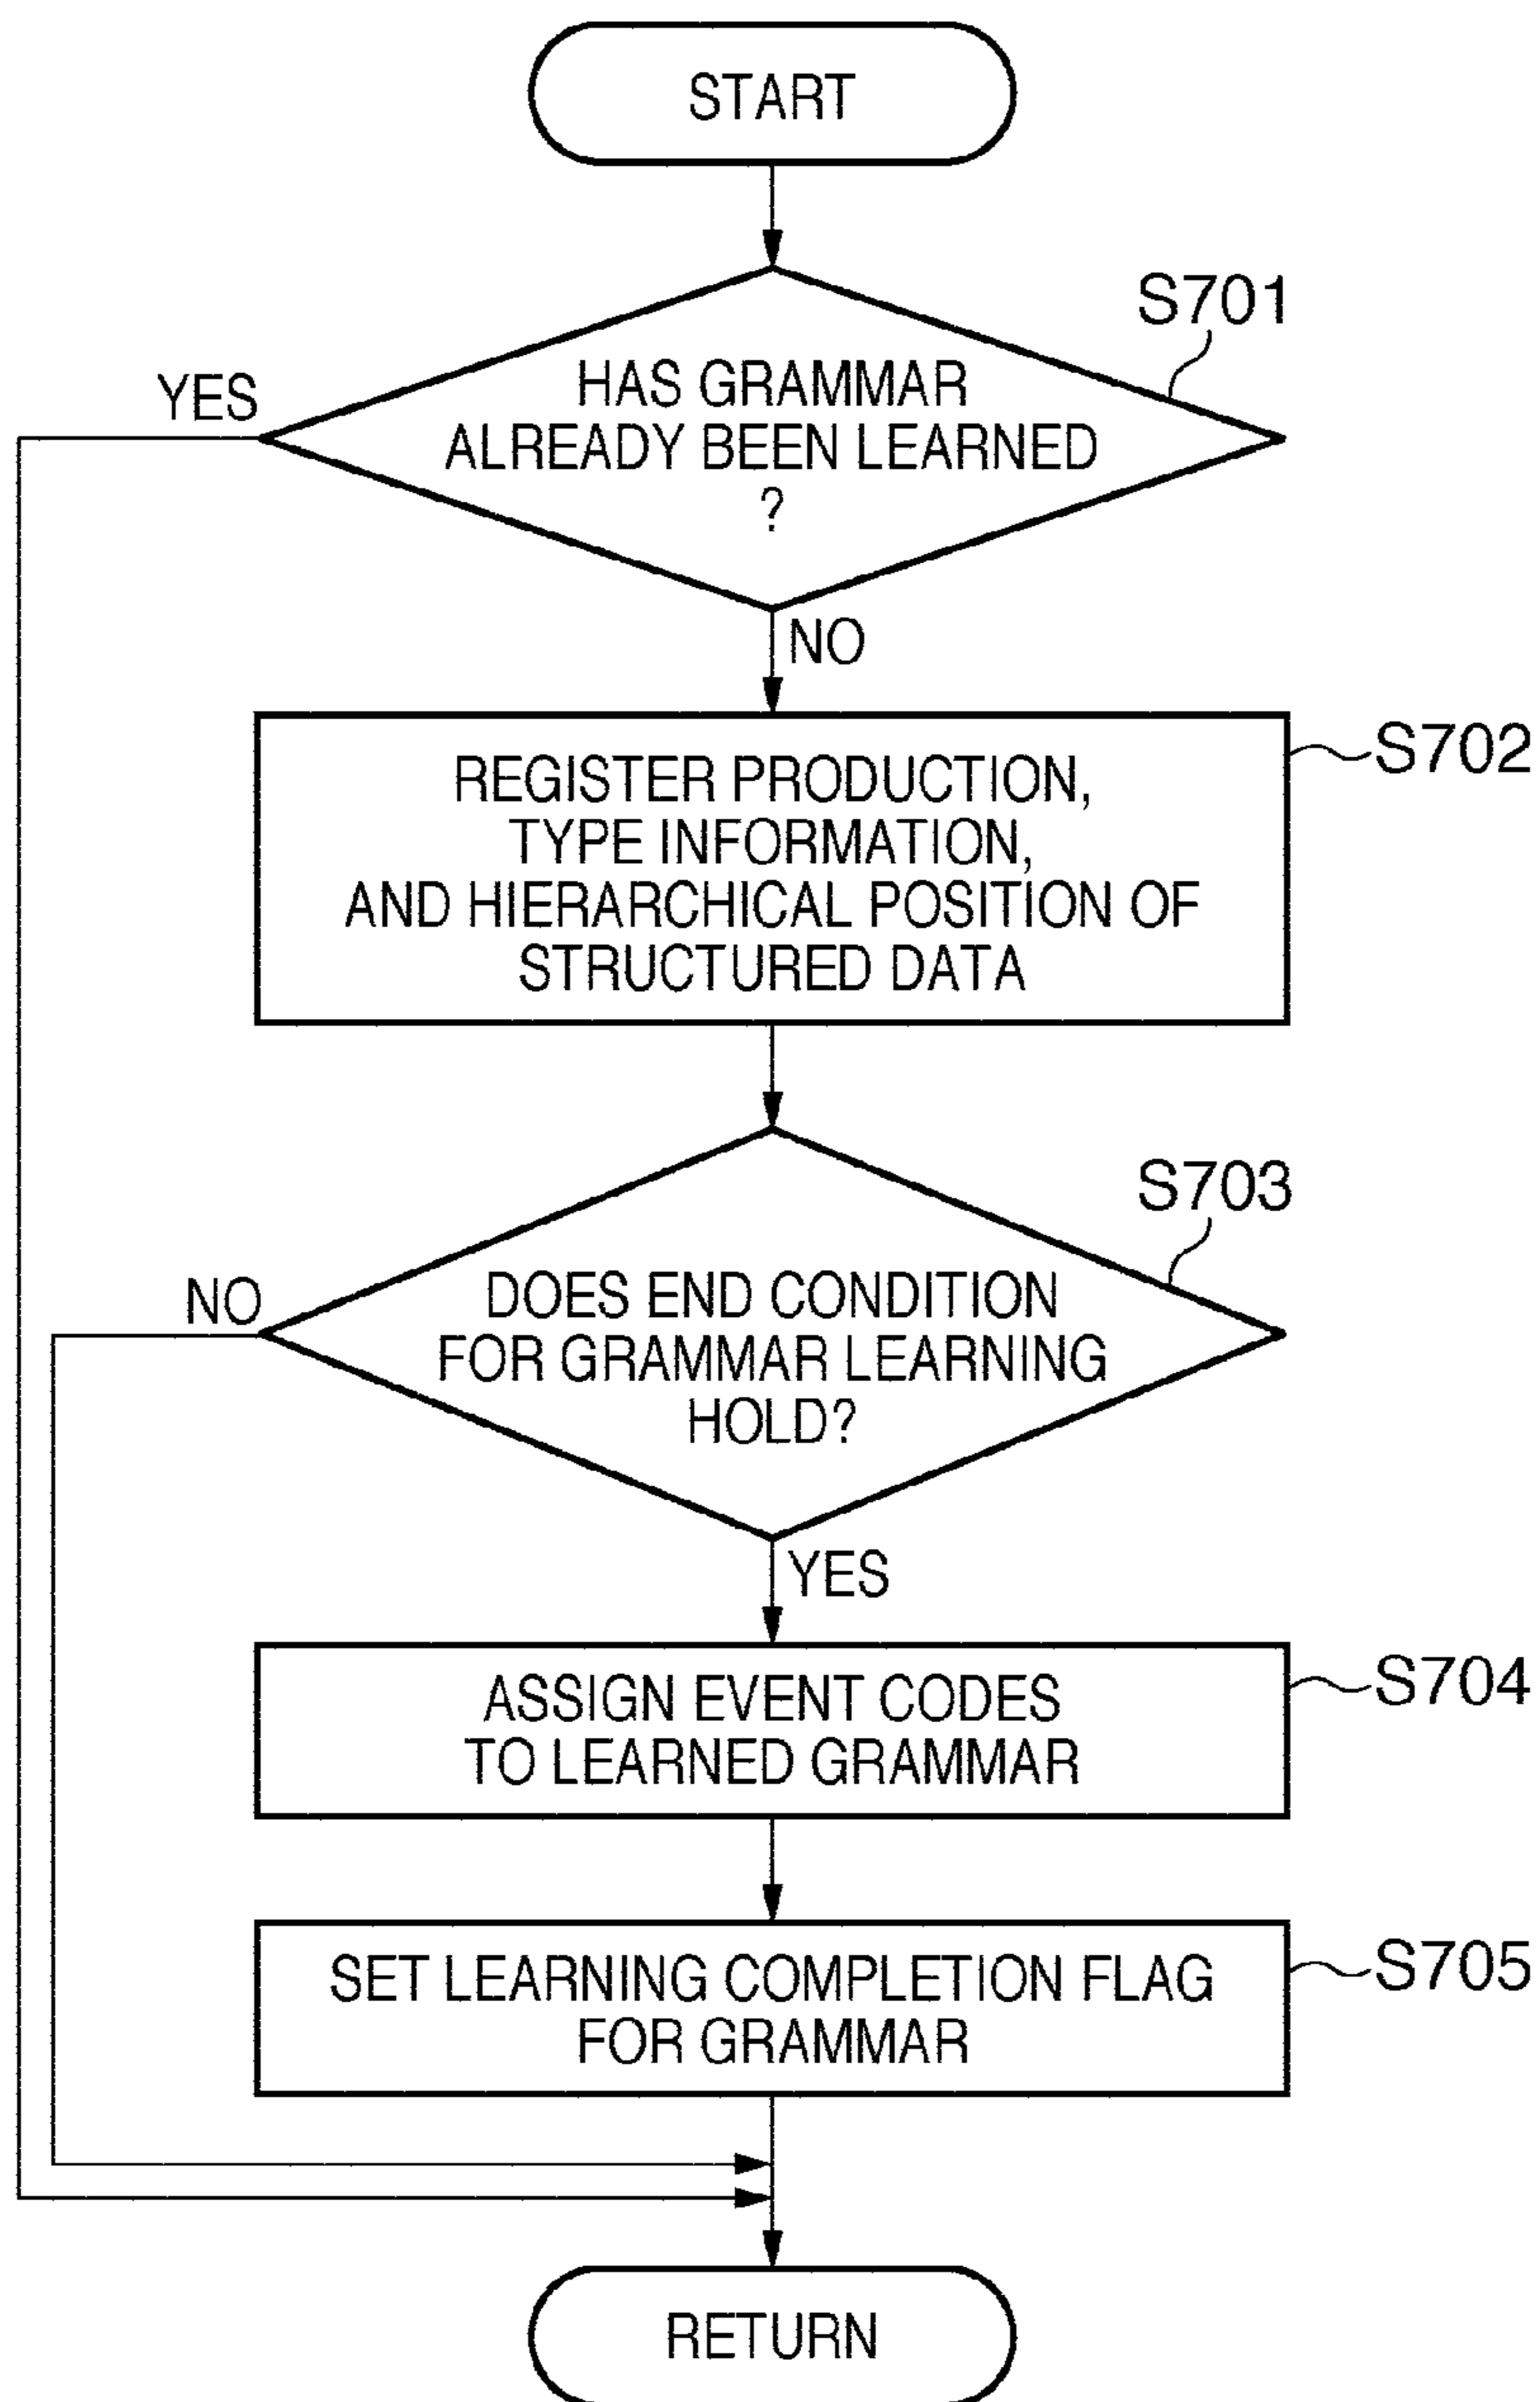 START
S701
YES
HAS GRAMMAR
ALREADY BEEN LEARNED
?
NO
S702
REGISTER PRODUCTION,
TYPE INFORMATION,
AND HIERARCHICAL POSITION OF
STRUCTURED DATA
S703
NO
DOES END CONDITION
FOR GRAMMAR LEARNING
HOLD?
YES
S704
ASSIGN EVENT CODES
TO LEARNED GRAMMAR
S705
SET LEARNING COMPLETION FLAG
FOR GRAMMAR
RETURN